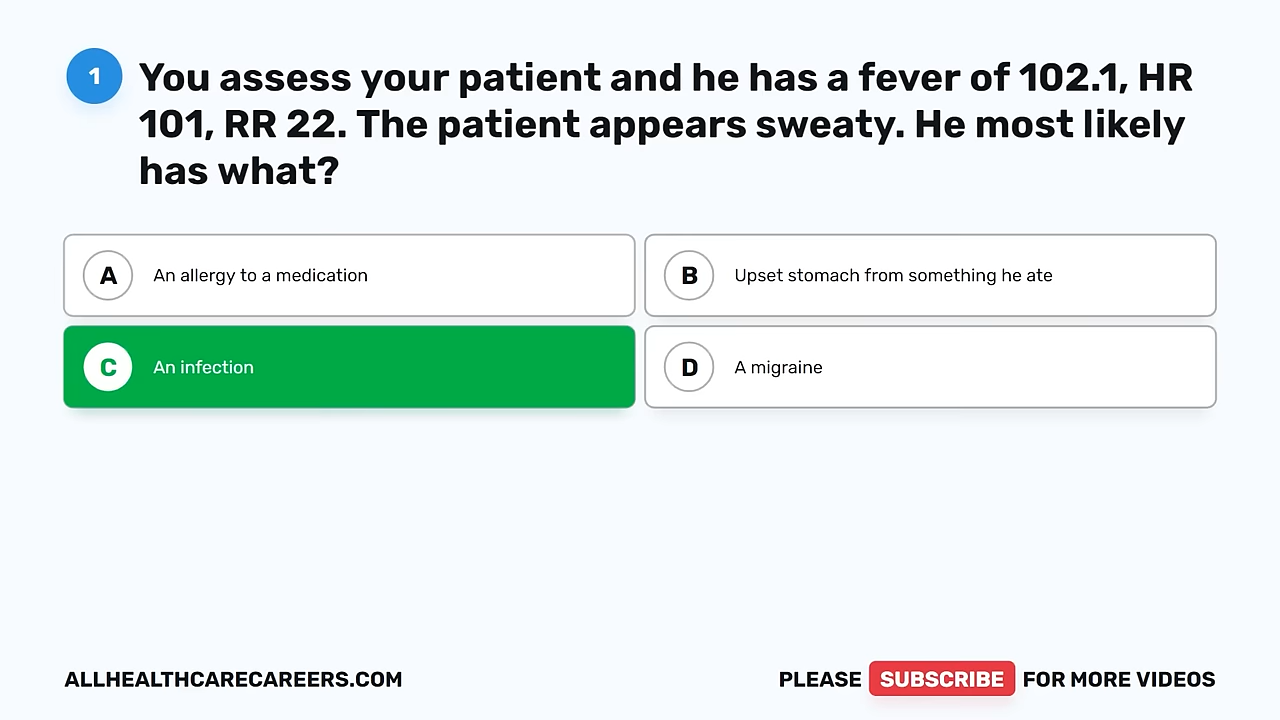 1
You assess your patient and he has a fever of 102.1, HR
101, RR 22. The patient appears sweaty. He most likely
has what?
A An allergy to a medication
B Upset stomach from something he ate
C An infection
D A migraine
ALLHEALTHCARECAREERS.COM
PLEASE SUBSCRIBE FOR MORE VIDEOS